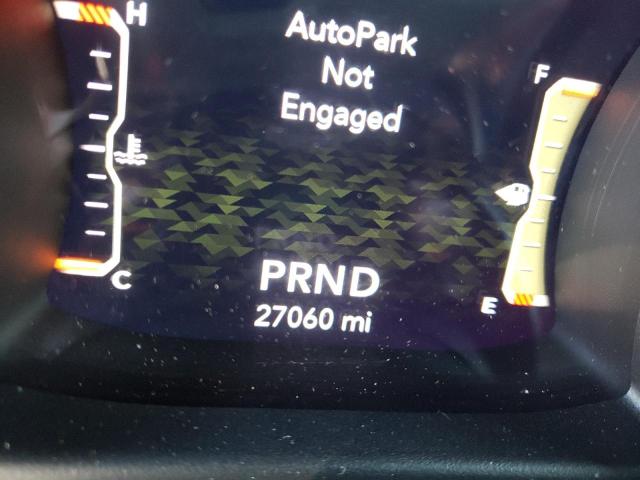 H
AutoPark
Not
Engaged
F
C
PRND
E
27060 mi